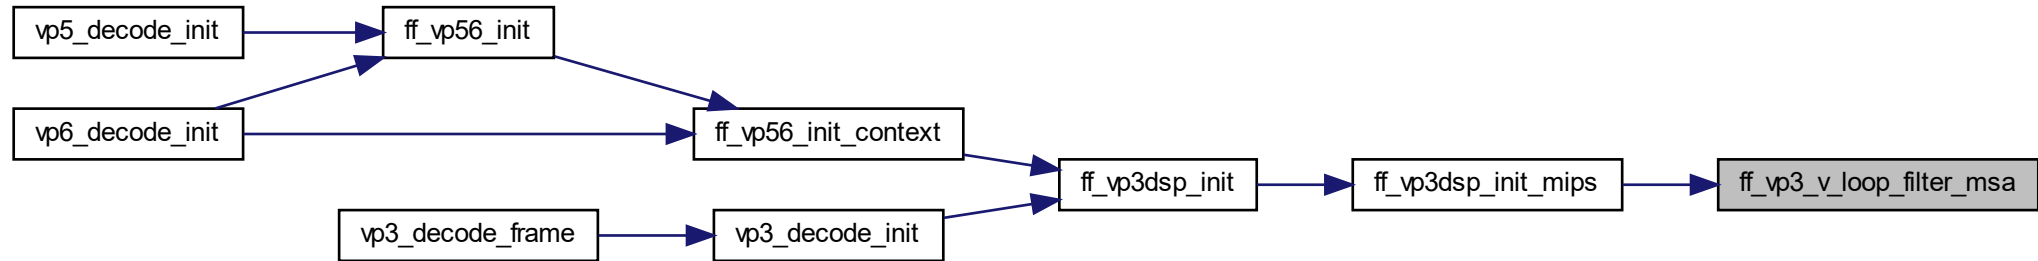 vp5_decode_init
ff_vp56_init
vp6_decode_init
ff_vp56_init_context
ff_vp3dsp_init
ff_vp3dsp_init_mips
ff_vp3_v_loop_filter_msa
vp3_decode_frame
vp3_decode_init